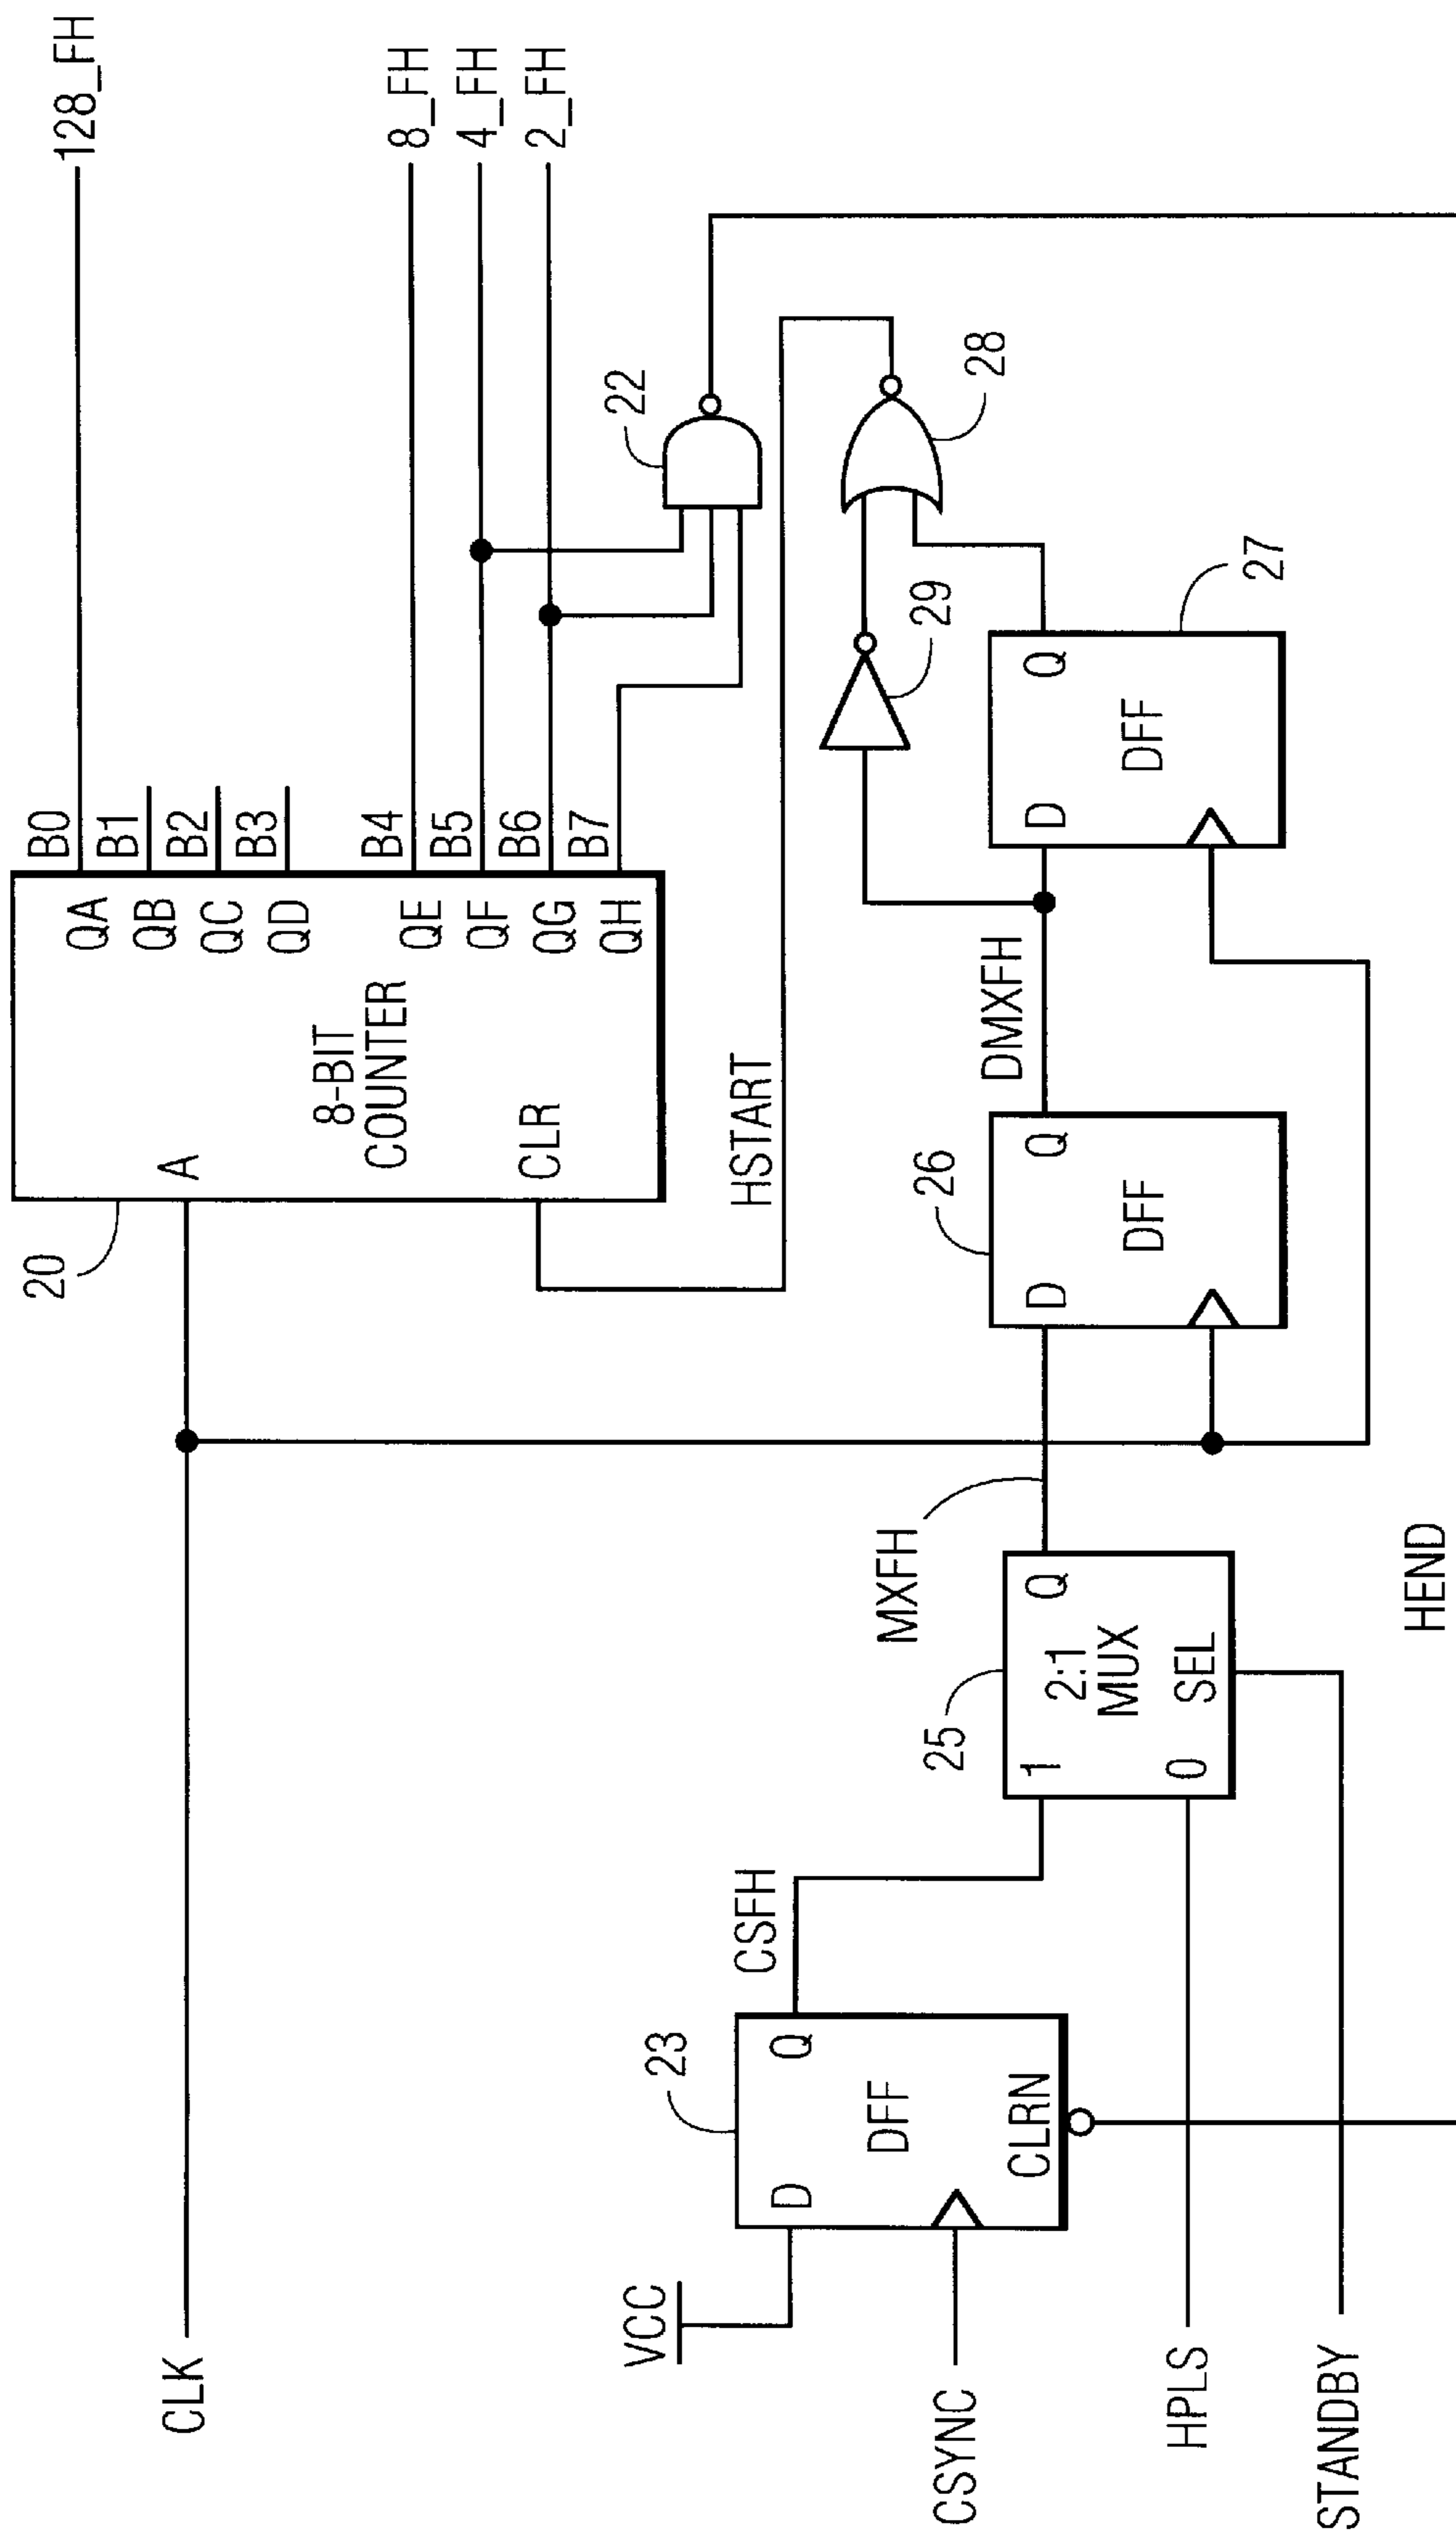 128_FH
8_FH
4_FH
2_FH
B0
B1
B2
B3
B4
B5
B6
B7
QA
QB
QC
QD
QE
QF
QG
QH
A
8-BIT
COUNTER
CLR
20
22
CLK
HSTART
28
29
27
D
Q
DFF
DMXFH
26
D
Q
DFF
MXFH
25
1
0
2:1
MUX
SEL
Q
CSFH
23
D
Q
DFF
CLRN
VCC
CSYNC
HPLS
STANDBY
HEND